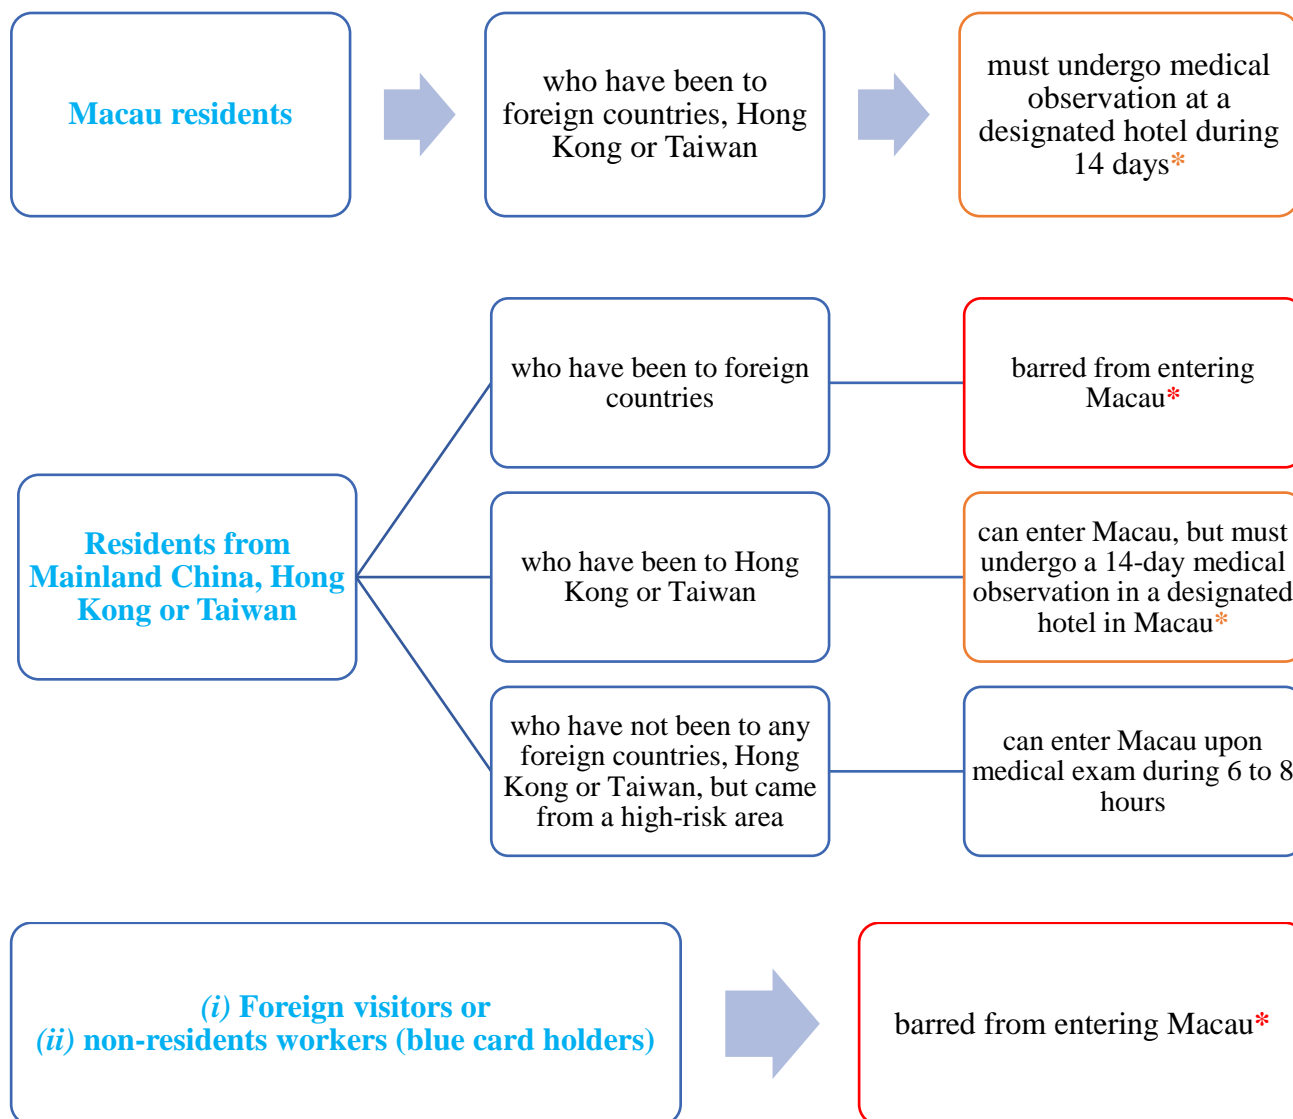 Macau residents
who have been to
foreign countries, Hong
Kong or Taiwan
must undergo medical
observation at a
designated hotel during
14 days*
Residents from
Mainland China, Hong
Kong or Taiwan
who have been to foreign
countries
barred from entering
Macau*
who have been to Hong
Kong or Taiwan
can enter Macau, but must
undergo a 14-day medical
observation in a designated
hotel in Macau*
who have not been to any
foreign countries, Hong
Kong or Taiwan, but came
from a high-risk area
can enter Macau upon
medical exam during 6 to 8
hours
(i) Foreign visitors or
(ii) non-residents workers (blue card holders)
barred from entering Macau*